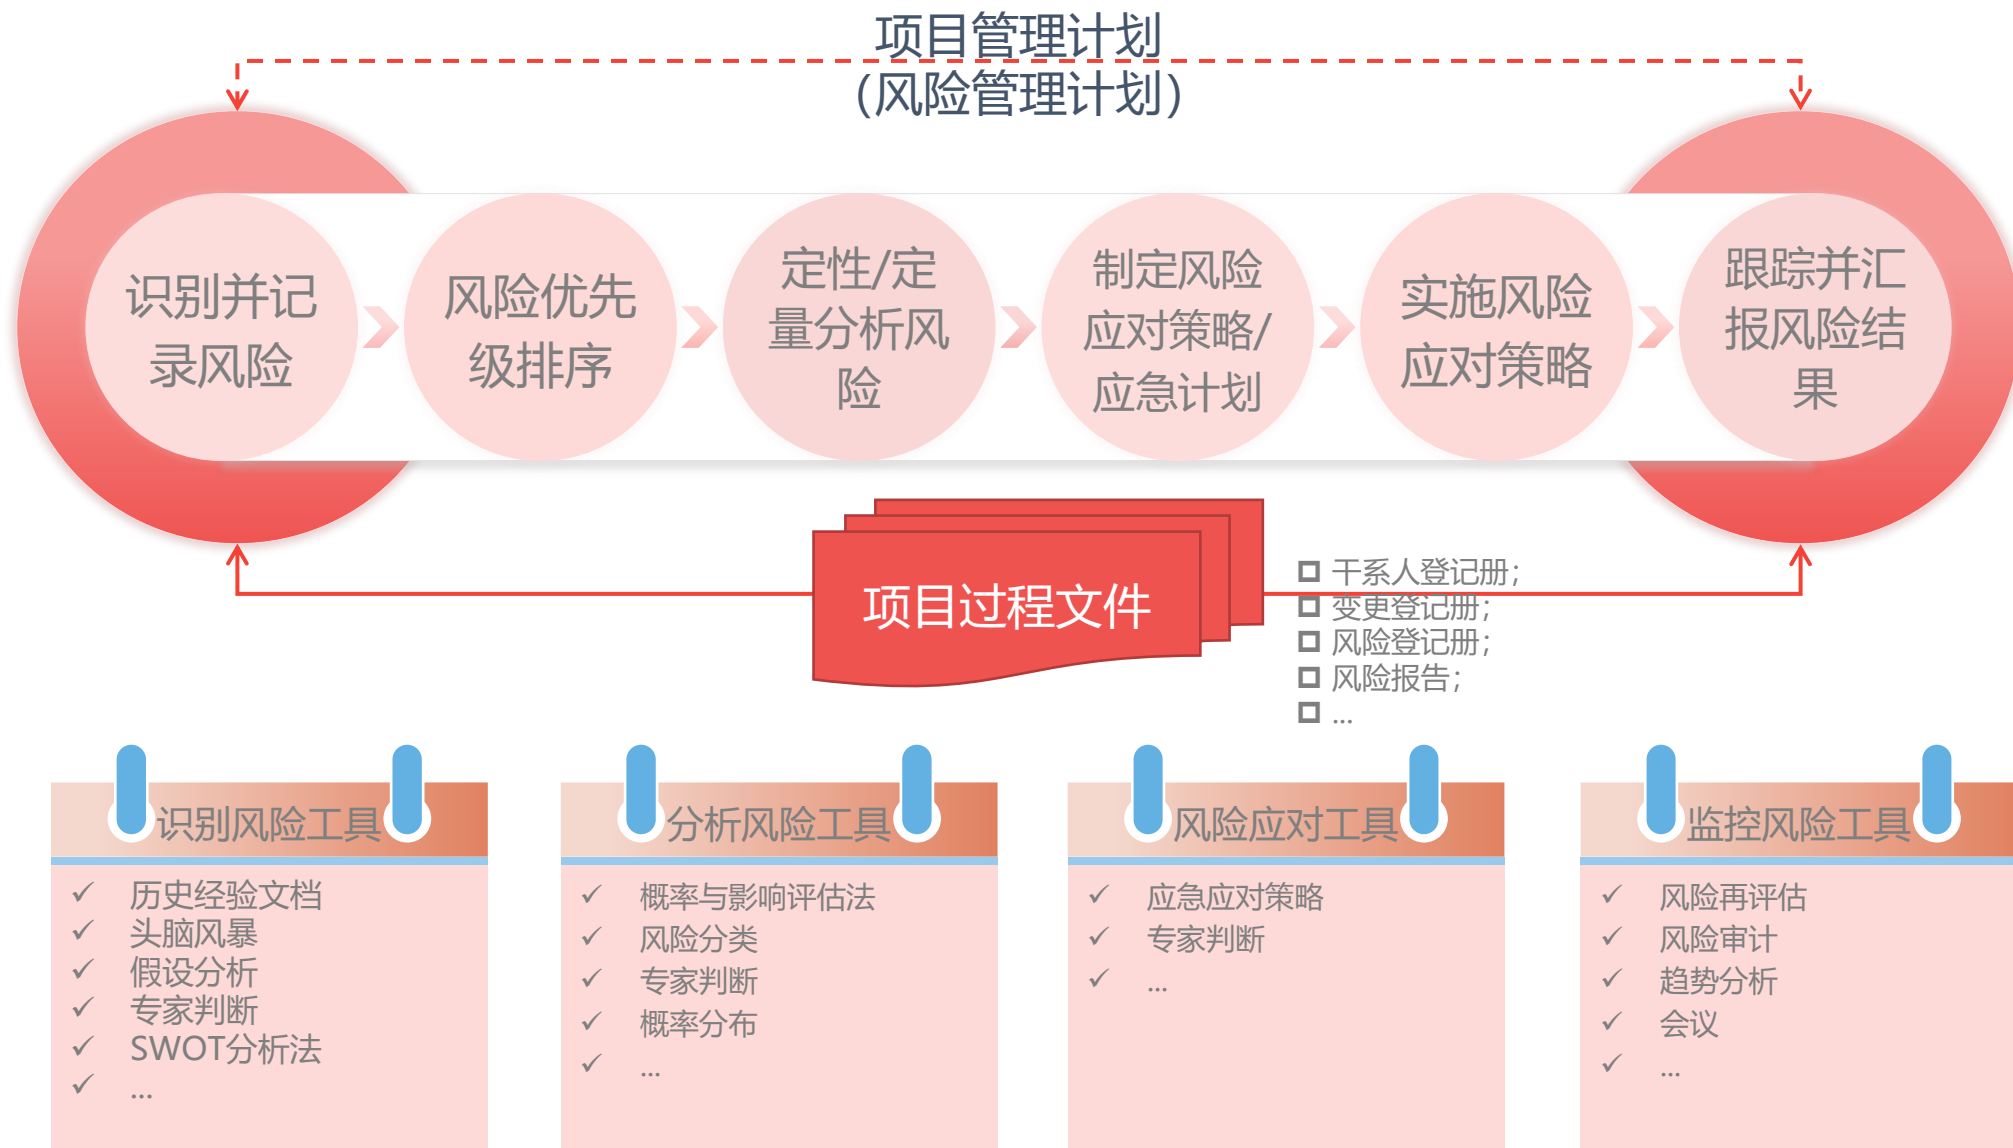 项目管理计划
(风险管理计划)
识别并记
录风险
风险优先
级排序
定性/定
量分析风
险
制定风险
应对策略/
应急计划
实施风险
应对策略
跟踪并汇
报风险结
果
项目过程文件
干系人登记册;
变更登记册;
风险登记册;
风险报告;
...
识别风险工具
历史经验文档
头脑风暴
假设分析
专家判断
SWOT分析法
...
分析风险工具
概率与影响评估法
风险分类
专家判断
概率分布
...
风险应对工具
应急应对策略
专家判断
...
监控风险工具
风险再评估
风险审计
趋势分析
会议
...